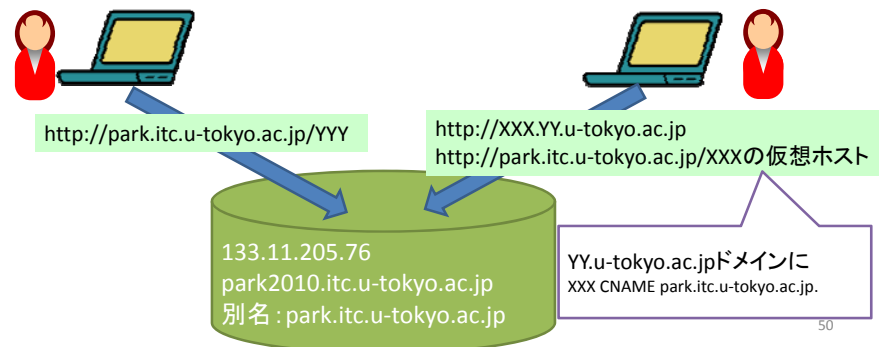 http://park.itc.u-tokyo.ac.jp/YYY
http://XXX.YY.u-tokyo.ac.jp
http://park.itc.u-tokyo.ac.jp/XXXの仮想ホスト
133.11.205.76
park2010.itc.u-tokyo.ac.jp
別名：park.itc.u-tokyo.ac.jp
YY.u-tokyo.ac.jpドメインに
XXX CNAME park.itc.u-tokyo.ac.jp.
50